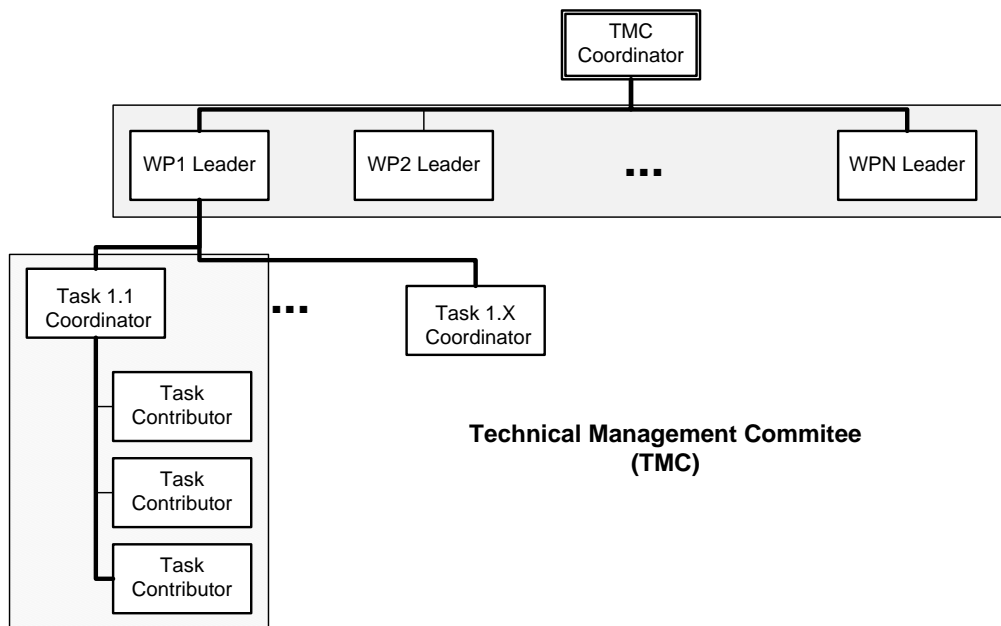 TMC
Coordinator
WP1 Leader
WP2 Leader
...
WPN Leader
Task 1.1
Coordinator
...
Task 1.X
Coordinator
Task
Contributor
Task
Contributor
Task
Contributor
Technical Management Commitee
(TMC)